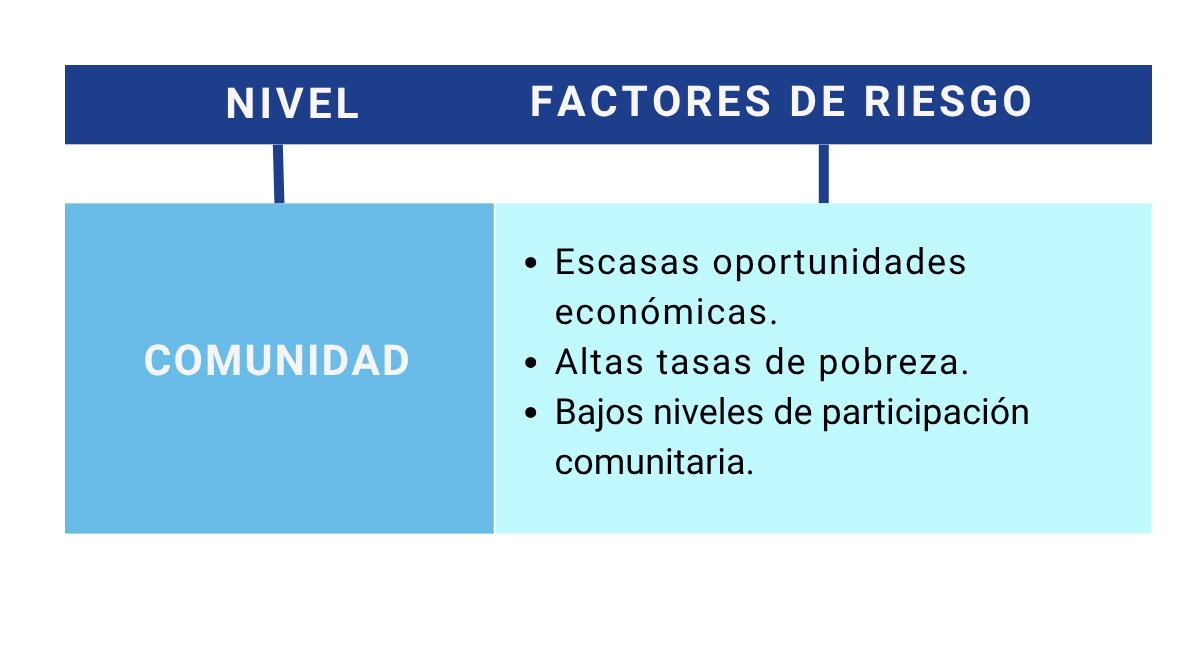 NIVEL
FACTORES DE RIESGO
COMUNIDAD
• Escasas oportunidades
económicas.
• Altas tasas de pobreza.
• Bajos niveles de participación
comunitaria.